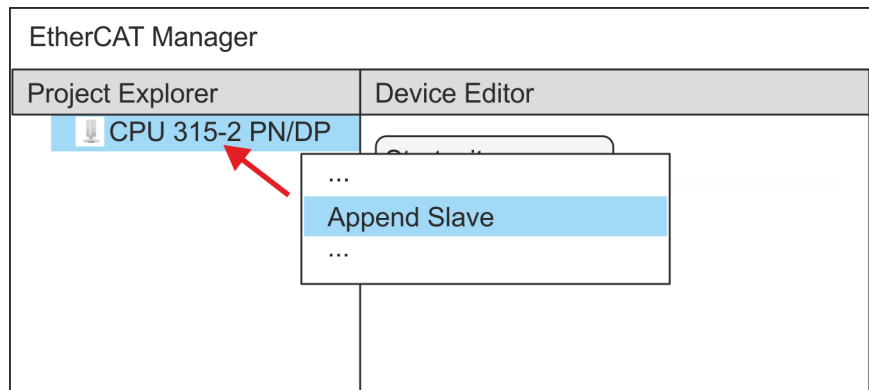 EtherCAT Manager
Project Explorer
Device Editor
CPU 315-2 PN/DP
...
Append Slave
...